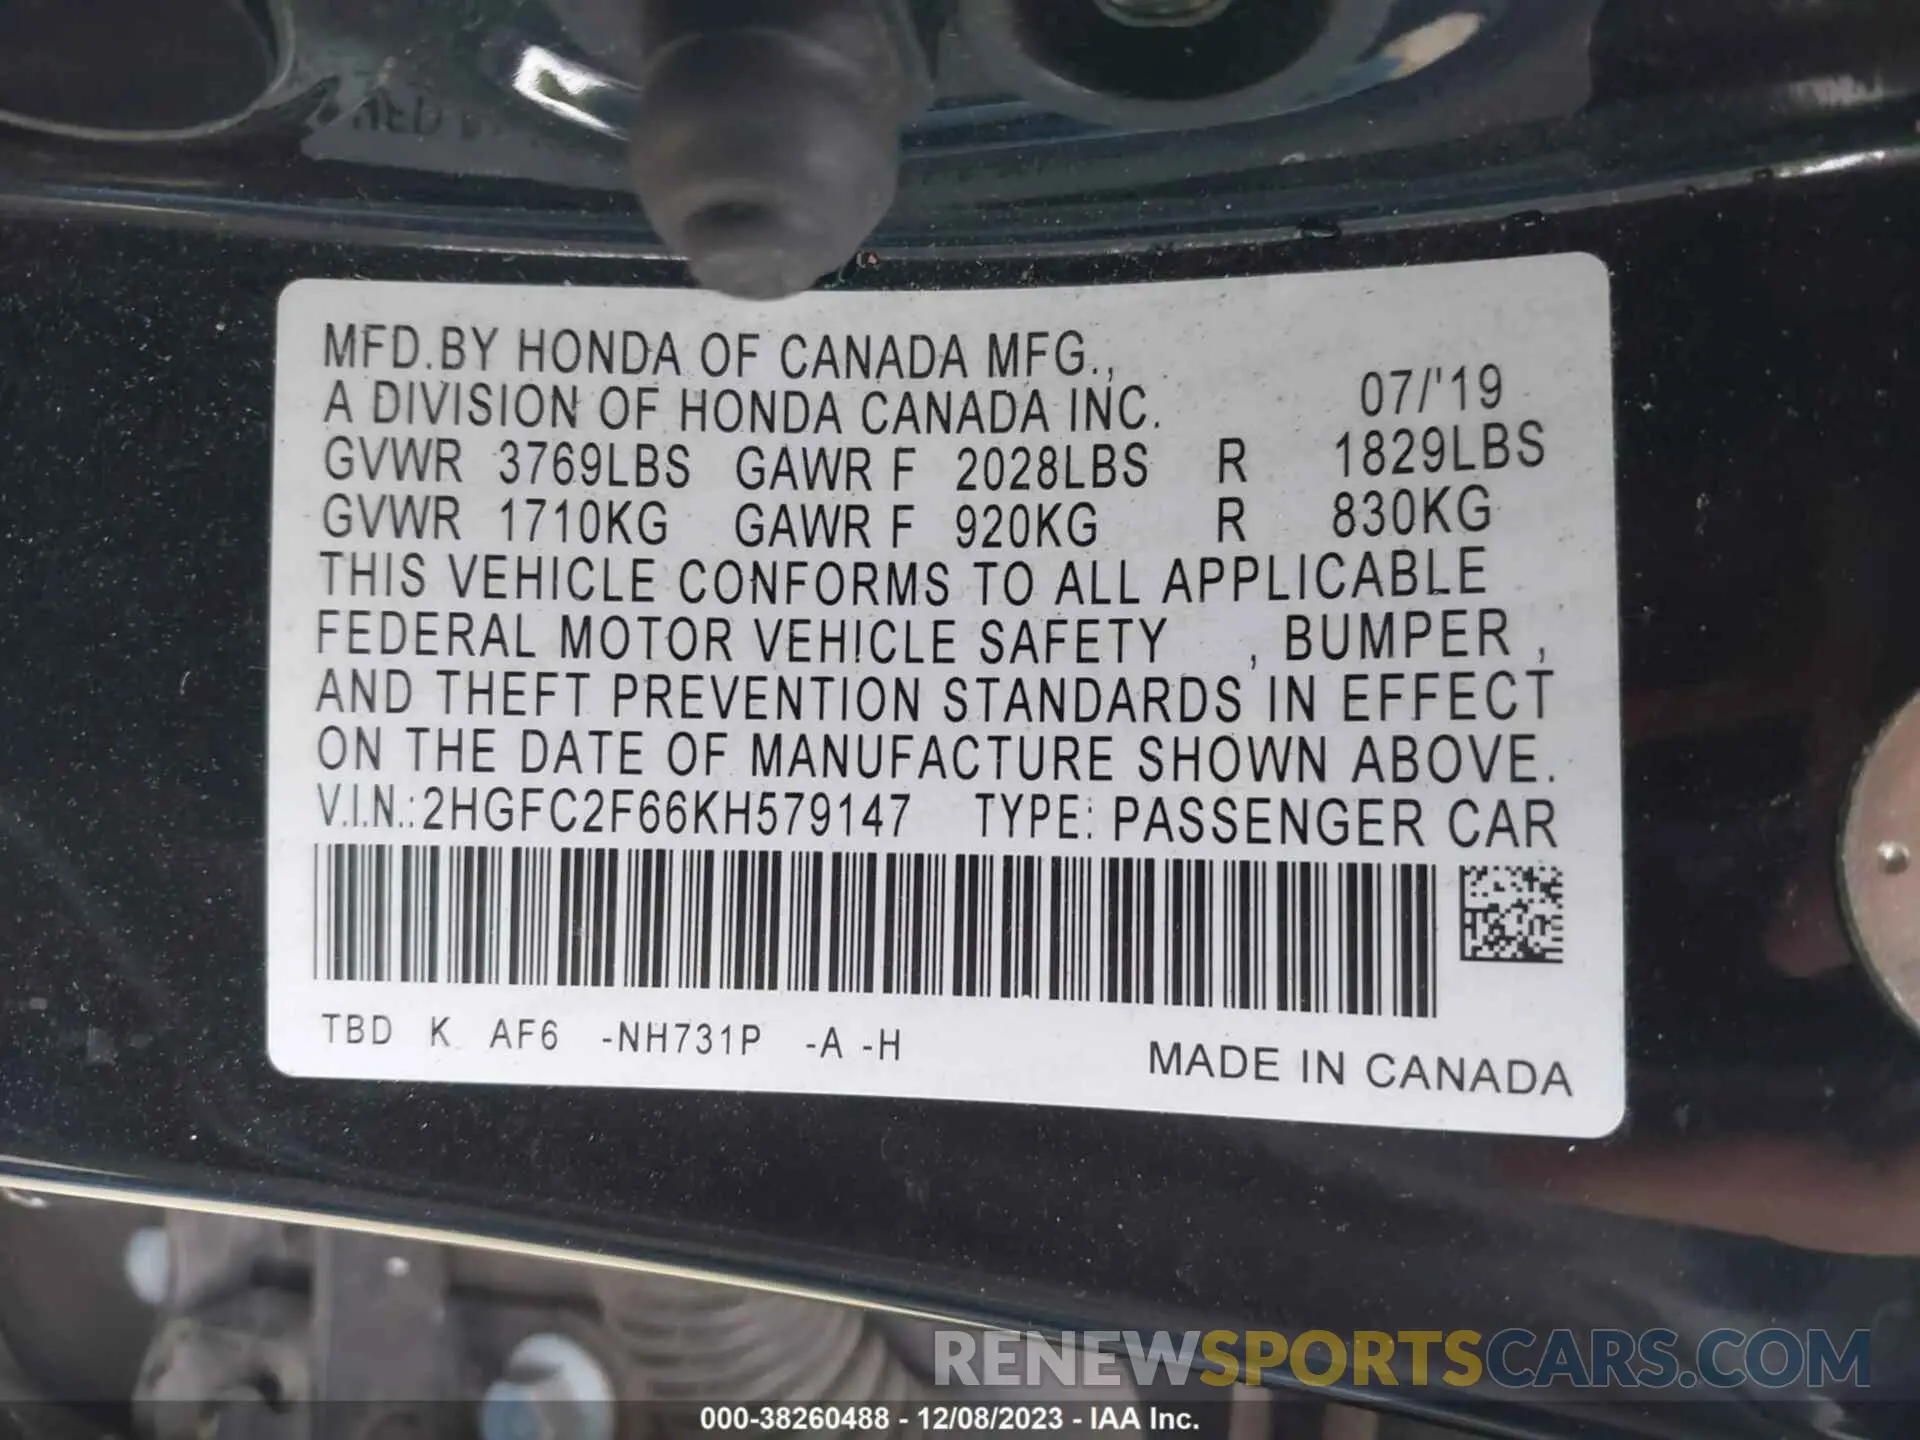 MFD.BY HONDA OF CANADA MFG.,
A DIVISION OF HONDA CANADA INC. 07/'19
GVWR 3769LBS GAWR F 2028LBS R 1829LBS
GVWR 1710KG GAWR F 920KG R 830KG
THIS VEHICLE CONFORMS TO ALL APPLICABLE
FEDERAL MOTOR VEHICLE SAFETY , BUMPER ,
AND THEFT PREVENTION STANDARDS IN EFFECT
ON THE DATE OF MANUFACTURE SHOWN ABOVE.
V.I.N.:2HGFC2F66KH579147 TYPE: PASSENGER CAR
TBD K AF6 -NH731P -A -H
MADE IN CANADA
RENEWSPORTSCARS.COM
000-38260488 - 12/08/2023 - IAA Inc.